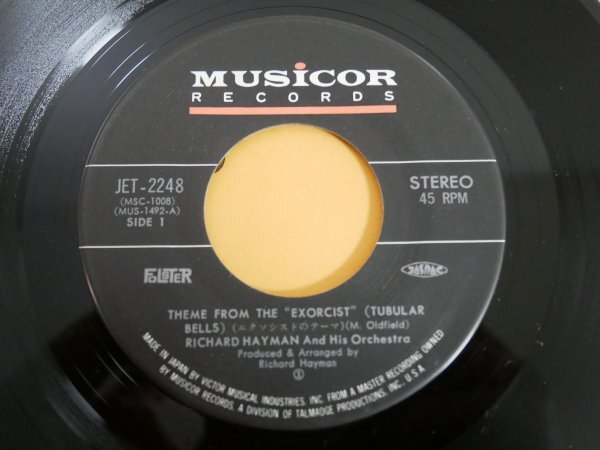 MUSiCOR
RECORDS
JET-2248
(MSC-1008)
(MUS-1492-A)
SIDE 1
STEREO
45 RPM
FOLSTER
JASRAC
THEME FROM THE "EXORCIST" (TUBULAR
BELLS) (エクソシストのテーマ)(M. Oldfield)
RICHARD HAYMAN And His Orchestra
Produced & Arranged by
Richard Hayman
①
MADE IN JAPAN BY VICTOR MUSICAL INDUSTRIES, INC. FROM A MASTER RECORDING OWNED
BY MUSICOR RECORDS, A DIVISION OF TALMADGE PRODUCTIONS, INC., U.S.A